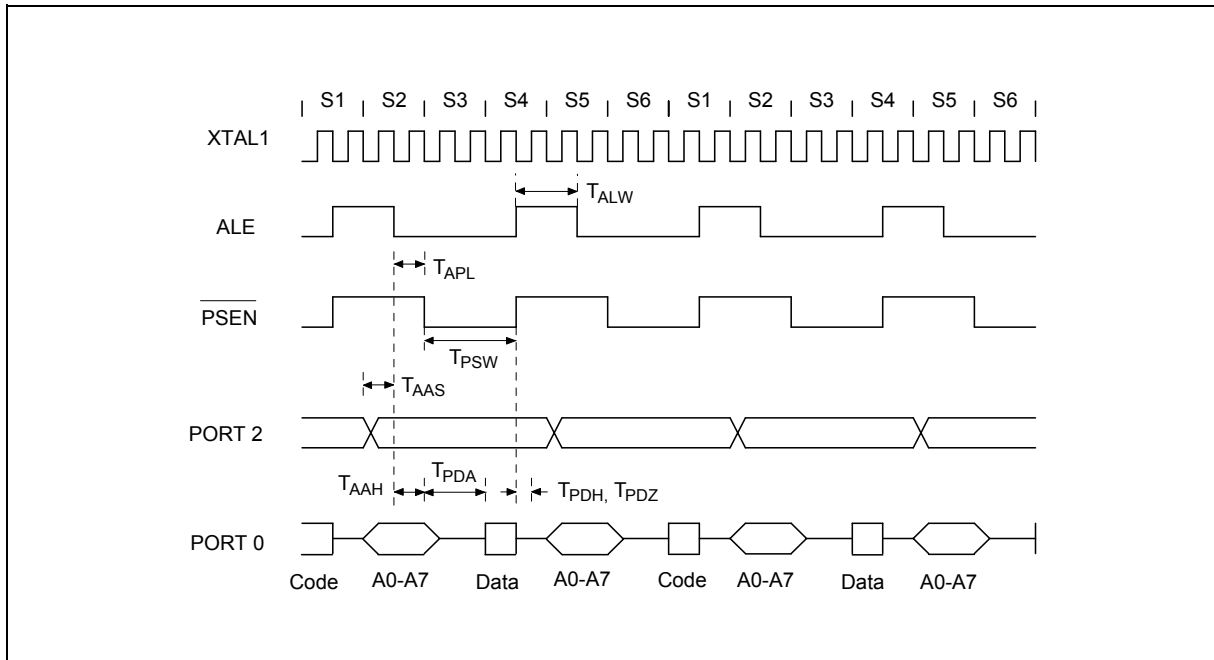 S1 S2 S3 S4 S5 S6 S1 S2 S3 S4 S5 S6
XTAL1
TALW
ALE
TAPL
PSEN
TPSW
TAAS
PORT 2
TAAH TPDA TPDH, TPDZ
PORT 0
Code A0-A7 Data A0-A7 Code A0-A7 Data A0-A7